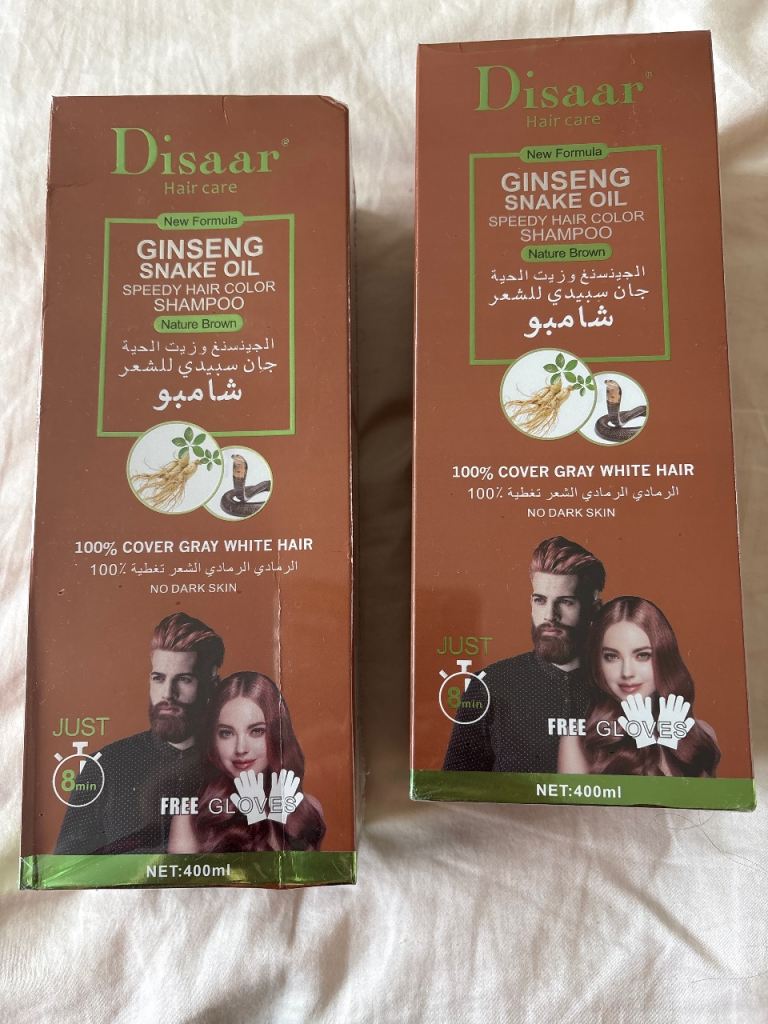 Disaar®
Hair care
New Formula
GINSENG
SNAKE OIL
SPEEDY HAIR COLOR
SHAMPOO
Nature Brown
الجينسنغ وزيت الحية
جان سبيدي للشعر
شامبو
100% COVER GRAY WHITE HAIR
الرمادي الرمادي الشعر تغطية 100٪
NO DARK SKIN
JUST
8min
FREE GLOVES
NET:400ml
Disaar®
Hair care
New Formula
GINSENG
SNAKE OIL
SPEEDY HAIR COLOR
SHAMPOO
Nature Brown
الجينسنغ وزيت الحية
جان سبيدي للشعر
شامبو
100% COVER GRAY WHITE HAIR
الرمادي الرمادي الشعر تغطية 100٪
NO DARK SKIN
JUST
8min
FREE GLOVES
NET:400ml